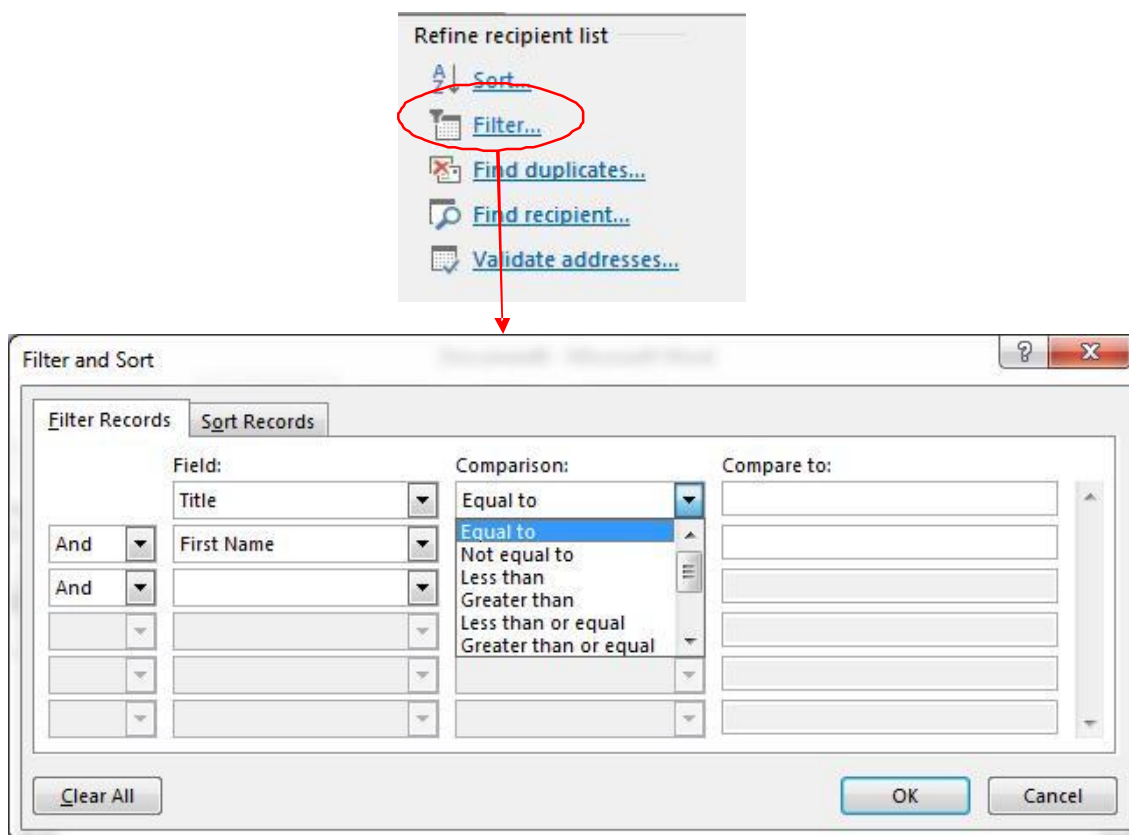 Refine recipient list
Sort...
Filter...
Find duplicates...
Find recipient...
Validate addresses...
Filter and Sort
Filter Records Sort Records
Field: Comparison: Compare to:
Title Equal to
And First Name Equal to
Not equal to
And Less than
Greater than
Less than or equal
Greater than or equal
Clear All OK Cancel